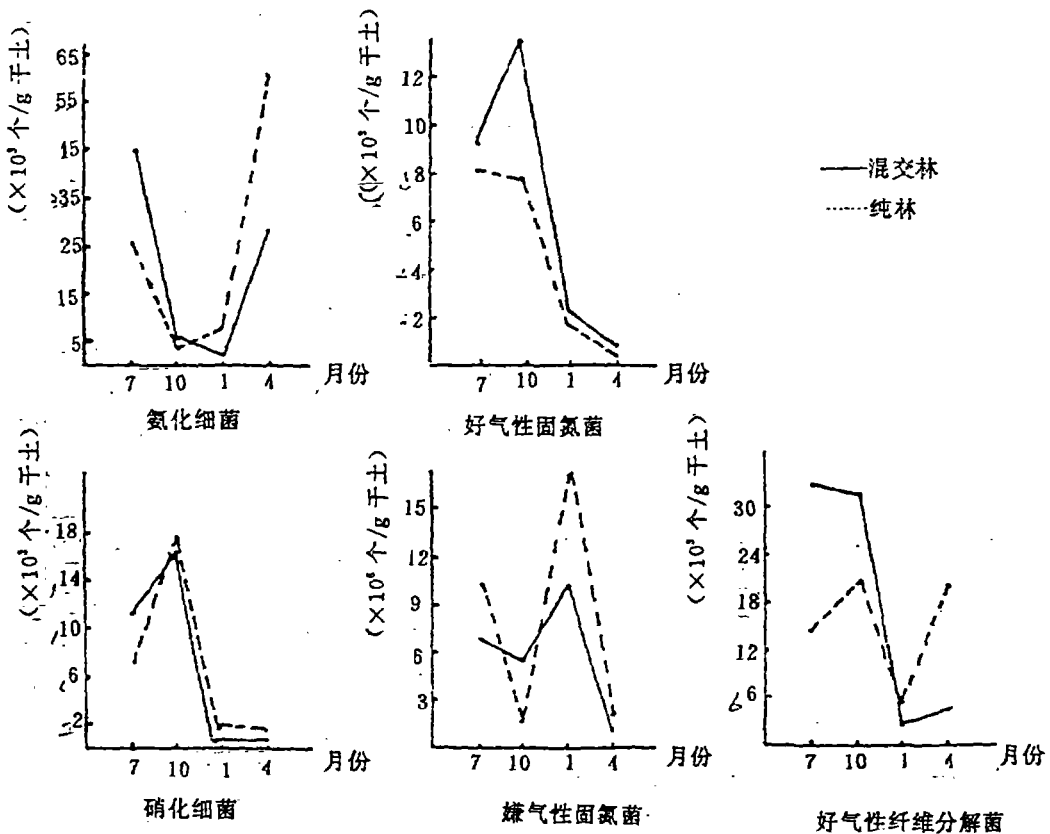 (×10³ 个/g 干土)
65
55
45
35
25
15
5
7 10 1 4 月份
氨化细菌
(×10³ 个/g 干土)
12
10
8
6
4
2
7 10 1 4 月份
好气性固氮菌
混交林
纯林
(×10³ 个/g 干土)
18
14
10
6
2
7 10 1 4 月份
硝化细菌
(×10⁶ 个/g 干土)
15
12
9
6
3
7 10 1 4 月份
嫌气性固氮菌
(×10³ 个/g 干土)
30
24
18
12
6
6
7 10 1 4 月份
好气性纤维分解菌